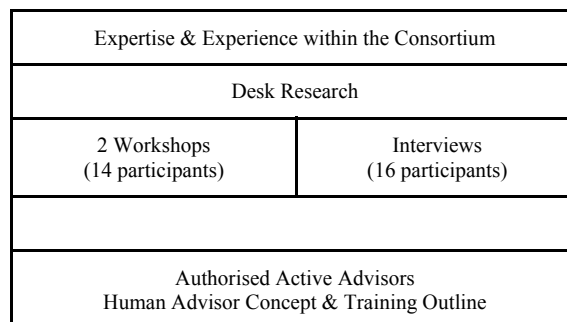 Expertise & Experience within the Consortium
Desk Research
2 Workshops
(14 participants)
Interviews
(16 participants)
Authorised Active Advisors
Human Advisor Concept & Training Outline